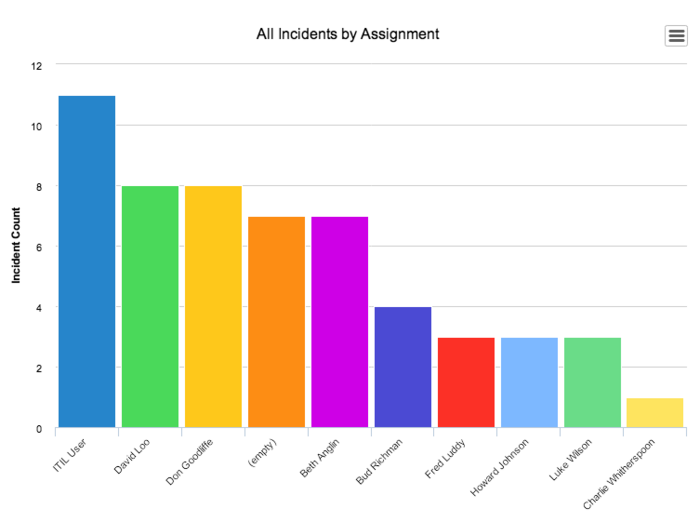 All Incidents by Assignment
Incident Count
12
10
8
6
4
2
0
ITIL User
David Loo
Don Goodliffe
(empty)
Beth Anglin
Bud Richman
Fred Luddy
Howard Johnson
Luke Wilson
Charlie Whitherspoon